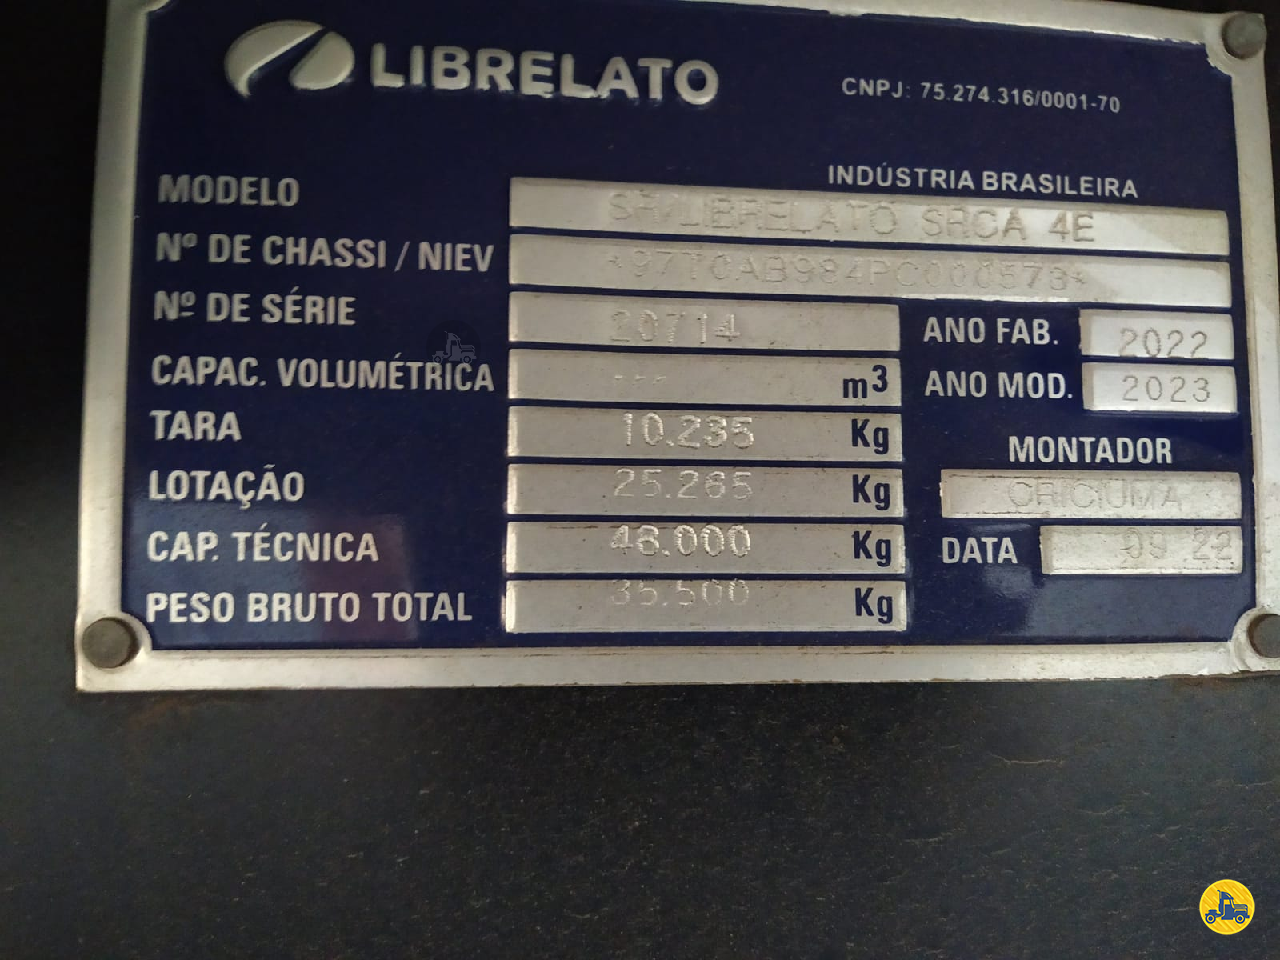 LIBRELATO
CNPJ: 75.274.316/0001-70
INDÚSTRIA BRASILEIRA
MODELO SR/LIBRELATO SRCA 4E
Nº DE CHASSI / NIEV
Nº DE SÉRIE 20714 ANO FAB. 2022
CAPAC. VOLUMÉTRICA --- m³ ANO MOD. 2023
TARA 10.235 Kg MONTADOR
LOTAÇÃO 25.265 Kg CRICIUMA
CAP. TÉCNICA 48.000 Kg DATA 09 22
PESO BRUTO TOTAL 35.500 Kg